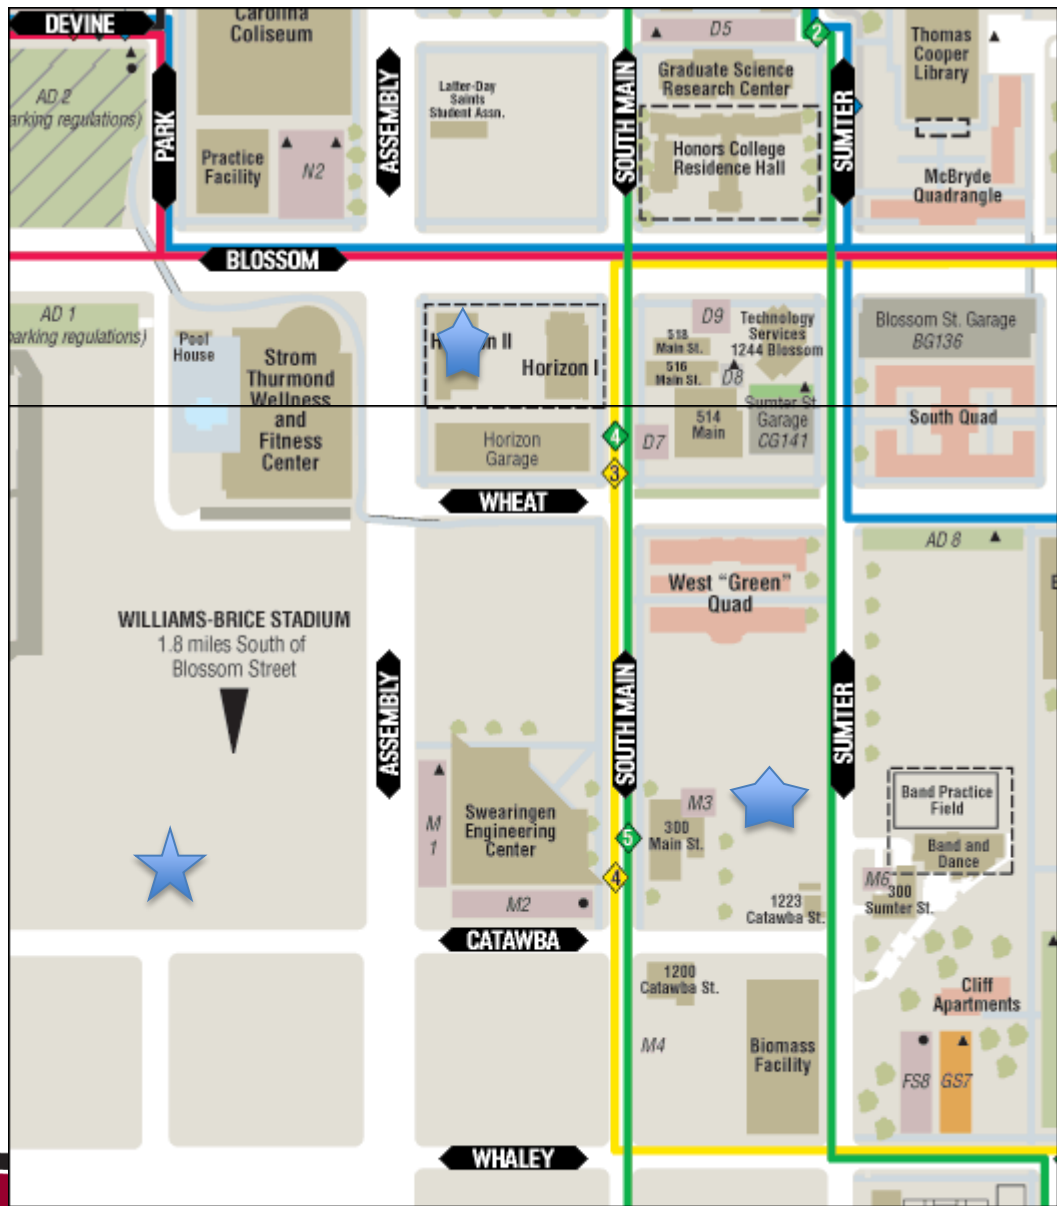 DEVINE
Carolina
Coliseum
D5
2
Thomas
Cooper
Library
AD 2
arking regulations)
PARK
ASSEMBLY
Latter-Day
Saints
Student Assn.
SOUTH MAIN
Graduate Science
Research Center
SUMTER
Practice
Facility
N2
Honors College
Residence Hall
McBryde
Quadrangle
BLOSSOM
AD 1
parking regulations)
Pool
House
Strom
Thurmond
Wellness
and
Fitness
Center
II
Horizon I
D9
518
Main St.
516
Main St.
D8
Technology
Services
1244 Blossom
Blossom St. Garage
BG136
Sumter St.
Garage
CG141
514
Main
D7
South Quad
Horizon
Garage
4
3
WHEAT
AD 8
West “Green”
Quad
WILLIAMS-BRICE STADIUM
1.8 miles South of
Blossom Street
ASSEMBLY
SOUTH MAIN
SUMTER
M
1
Swearingen
Engineering
Center
M3
300
Main St.
5
4
Band Practice
Field
Band and
Dance
M6
300
Sumter St.
M2
1223
Catawba St.
CATAWBA
1200
Catawba St.
M4
Biomass
Facility
Cliff
Apartments
FS8
GS7
WHALEY